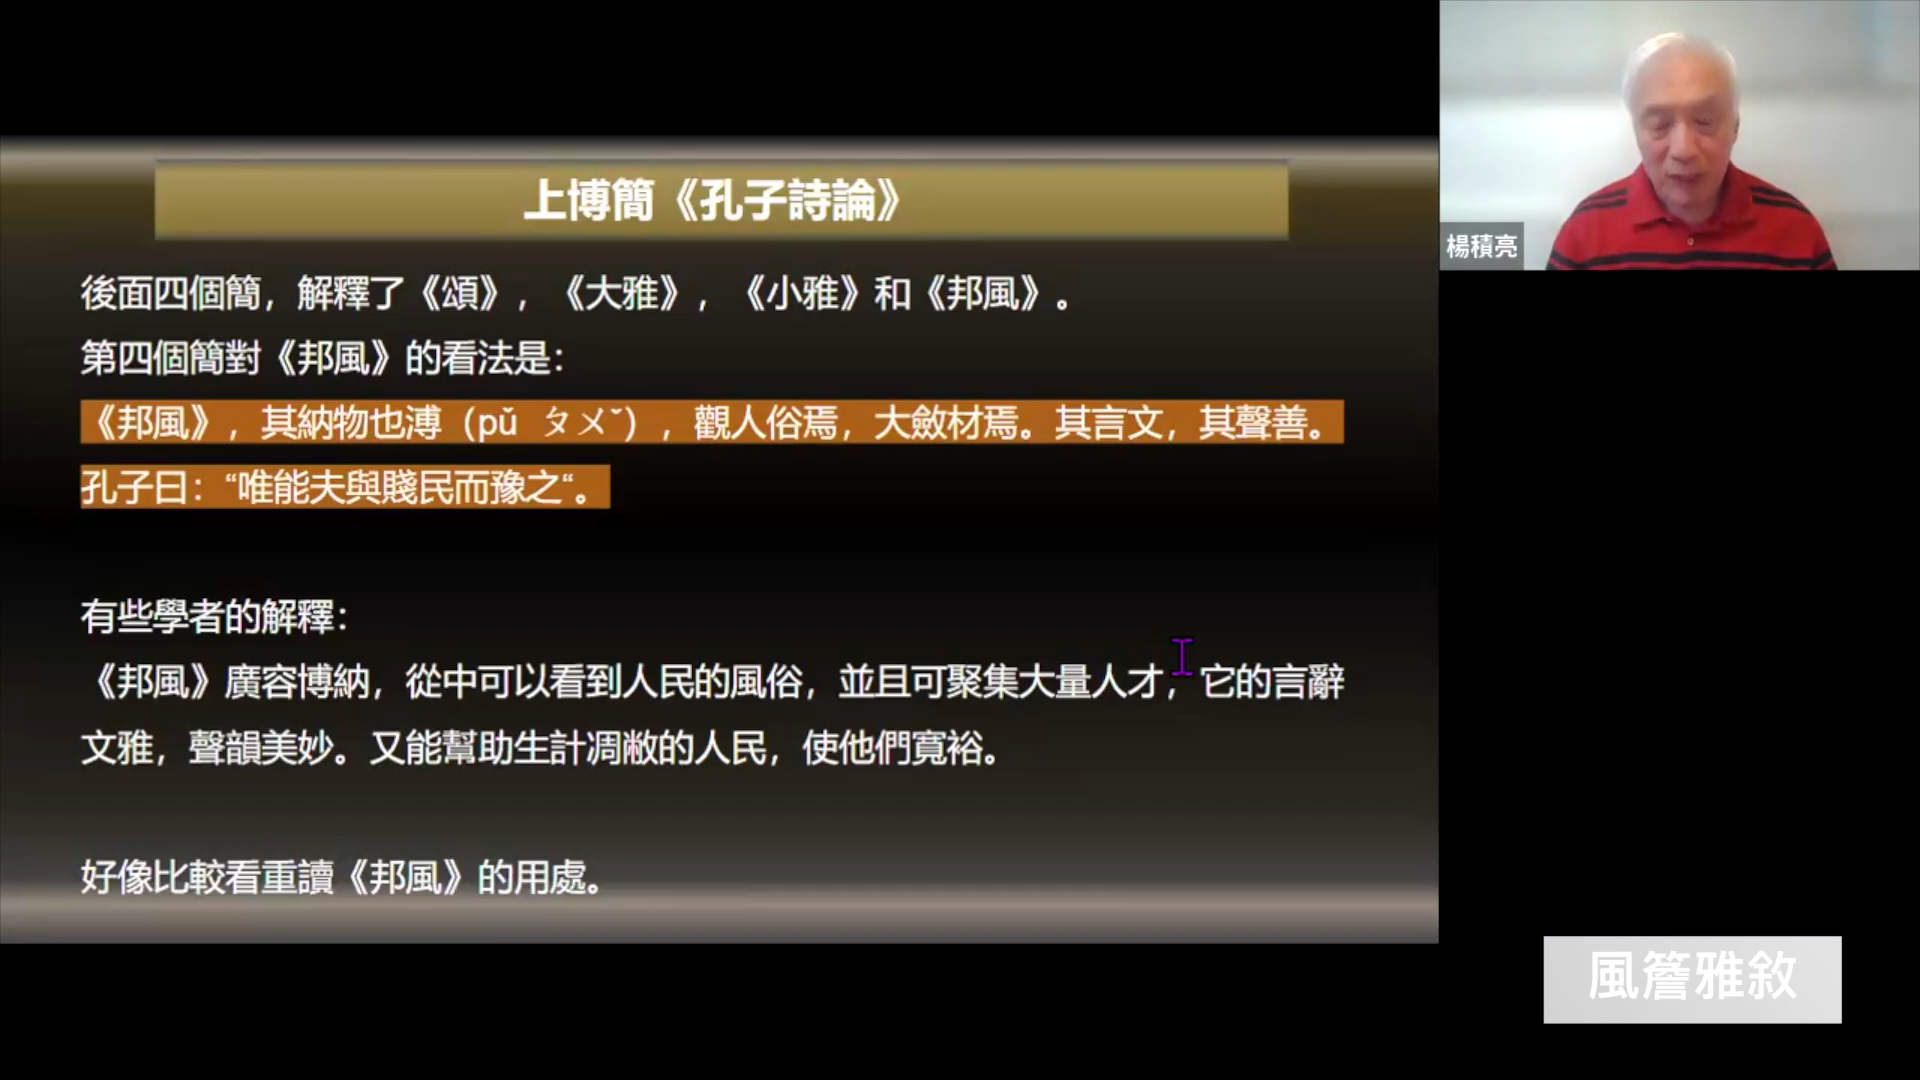 上博簡《孔子詩論》
後面四個簡，解釋了《頌》，《大雅》，《小雅》和《邦風》。
第四個簡對《邦風》的看法是：
《邦風》，其納物也溥（pǔ ㄆㄨˇ），觀人俗焉，大斂材焉。其言文，其聲善。
孔子曰：“唯能夫與賤民而豫之“。
有些學者的解釋：
《邦風》廣容博納，從中可以看到人民的風俗，並且可聚集大量人才，它的言辭
文雅，聲韻美妙。又能幫助生計凋敝的人民，使他們寬裕。
好像比較看重讀《邦風》的用處。
楊積亮
風簷雅敘